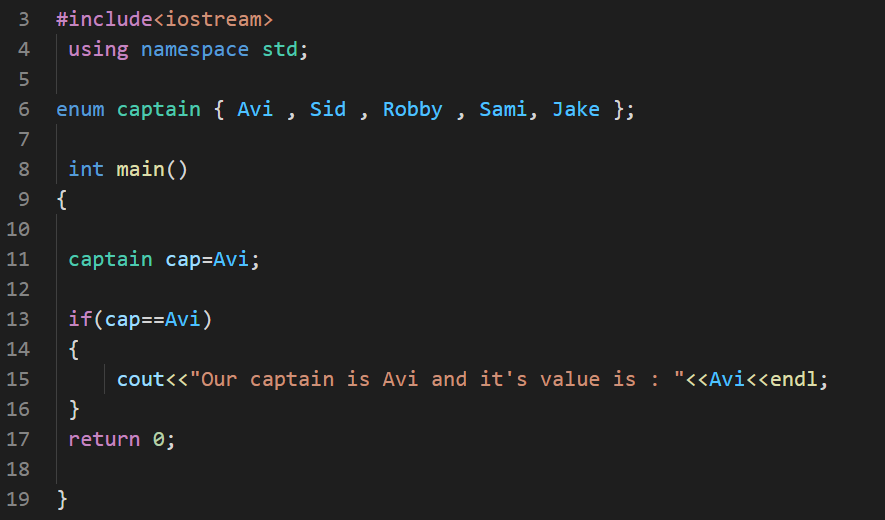 3 #include<iostream>
4 using namespace std;
5
6 enum captain { Avi , Sid , Robby , Sami, Jake };
7
8 int main()
9 {
10
11 captain cap=Avi;
12
13 if(cap==Avi)
14 {
15 cout<<"Our captain is Avi and it's value is : "<<Avi<<endl;
16 }
17 return 0;
18
19 }